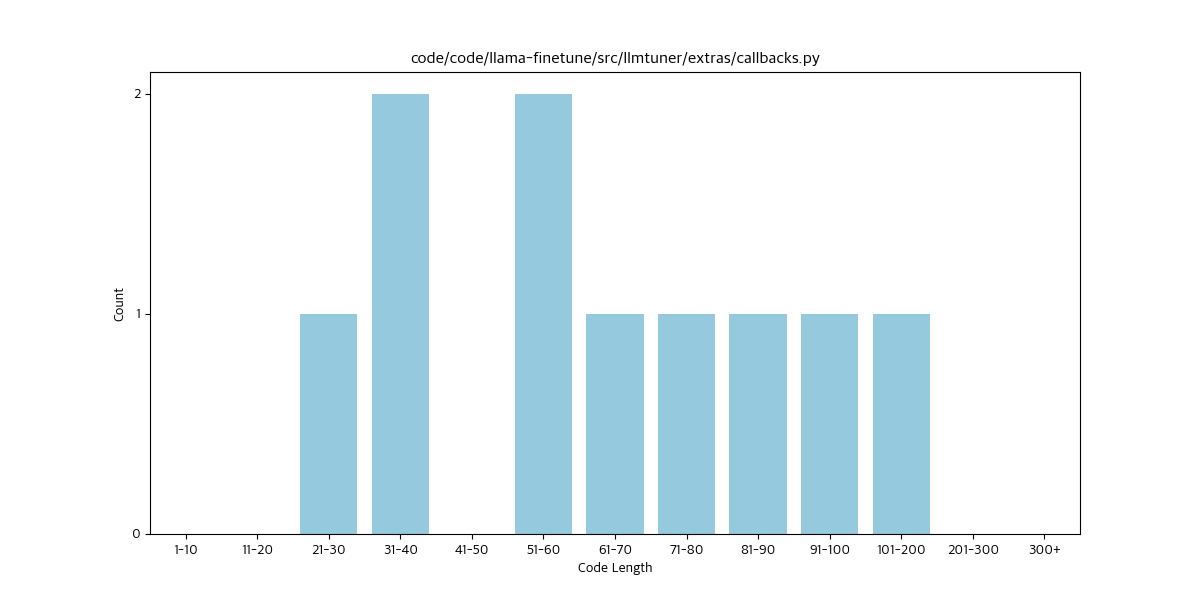 code/code/llama-finetune/src/llmtuner/extras/callbacks.py
2
1
0
Count
1-10 11-20 21-30 31-40 41-50 51-60 61-70 71-80 81-90 91-100 101-200 201-300 300+
Code Length